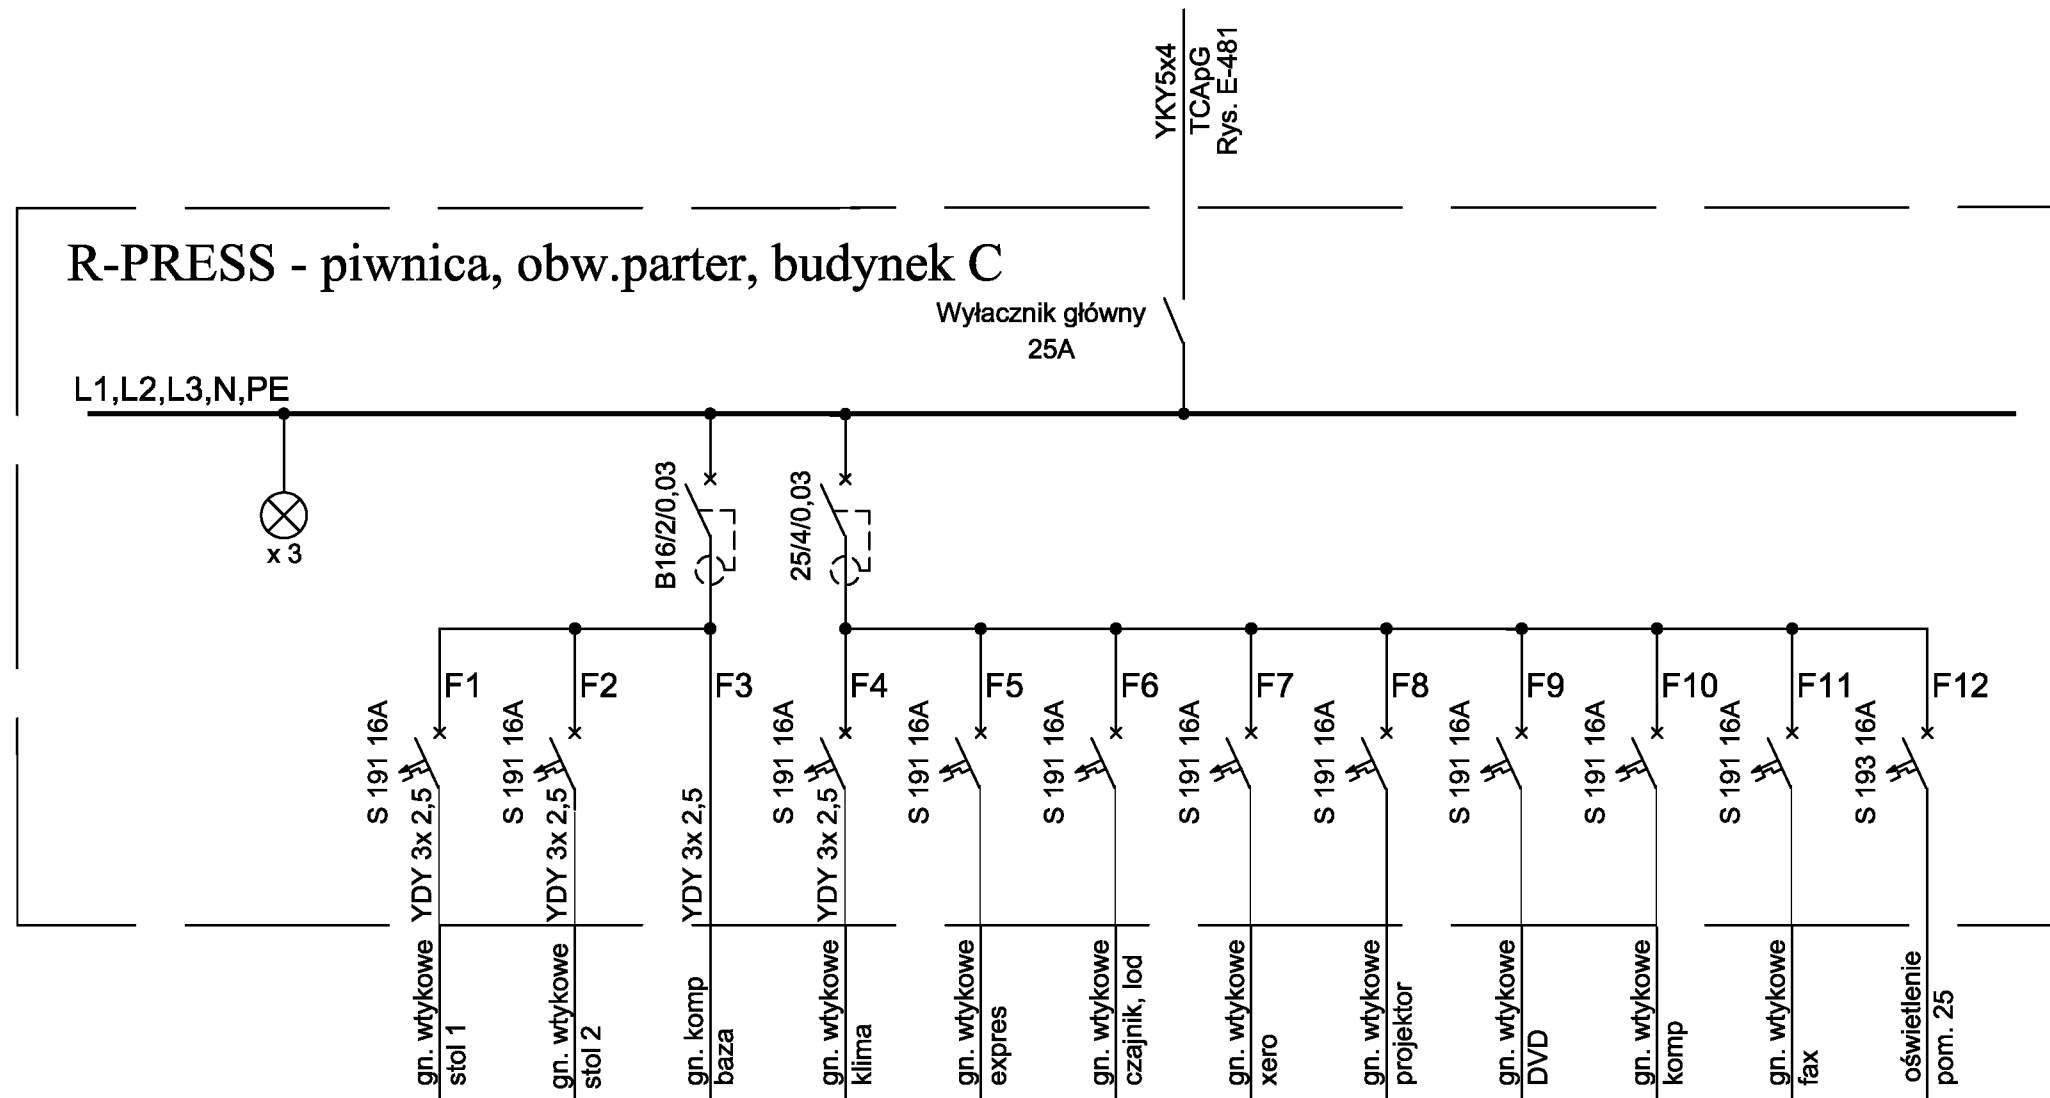 YKY5x4
TCApG
Rys. E-481
R-PRESS - piwnica, obw.parter, budynek C
Wyłacznik główny
25A
L1,L2,L3,N,PE
x 3
B16/2/0,03
25/4/0,03
F1
F2
F3
F4
F5
F6
F7
F8
F9
F10
F11
F12
S 191 16A
S 191 16A
S 191 16A
S 191 16A
S 191 16A
S 191 16A
S 191 16A
S 191 16A
S 191 16A
S 191 16A
S 193 16A
YDY 3x 2,5
YDY 3x 2,5
YDY 3x 2,5
YDY 3x 2,5
gn. wtykowe
stol 1
gn. wtykowe
stol 2
gn. komp
baza
gn. wtykowe
klima
gn. wtykowe
expres
gn. wtykowe
czajnik, lod
gn. wtykowe
xero
gn. wtykowe
projektor
gn. wtykowe
DVD
gn. wtykowe
komp
gn. wtykowe
fax
oświetlenie
pom. 25